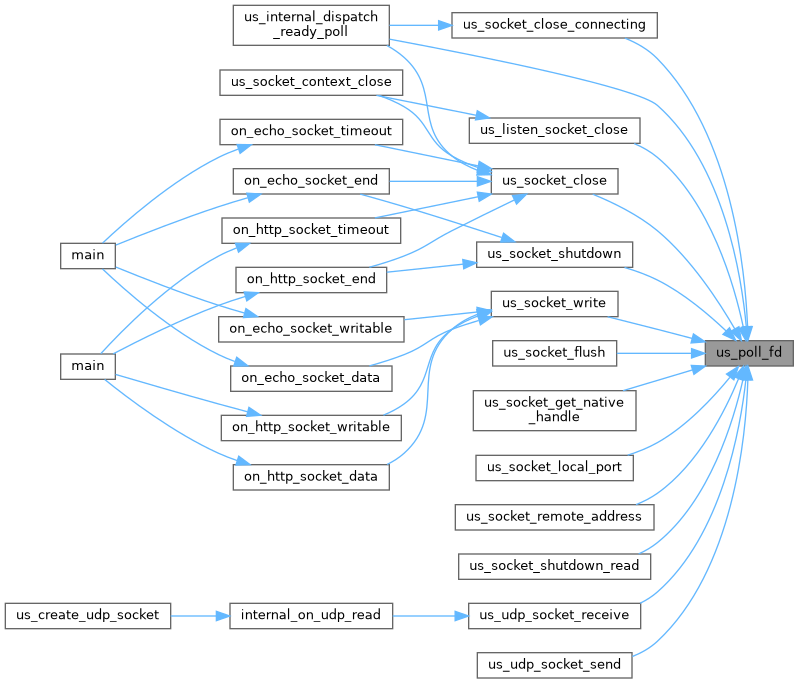 us_internal_dispatch
_ready_poll
us_socket_close_connecting
us_socket_context_close
us_listen_socket_close
on_echo_socket_timeout
on_echo_socket_end
us_socket_close
on_http_socket_timeout
main
us_socket_shutdown
on_http_socket_end
us_socket_write
on_echo_socket_writable
us_socket_flush
us_poll_fd
main
on_echo_socket_data
us_socket_get_native
_handle
on_http_socket_writable
us_socket_local_port
on_http_socket_data
us_socket_remote_address
us_socket_shutdown_read
us_create_udp_socket
internal_on_udp_read
us_udp_socket_receive
us_udp_socket_send